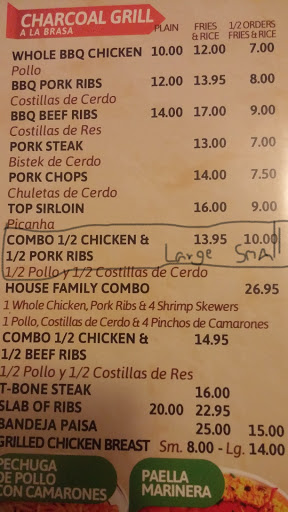 CHARCOAL GRILL
A LA BRASA
PLAIN FRIES & RICE 1/2 ORDERS FRIES & RICE
WHOLE BBQ CHICKEN 10.00 12.00 7.00
Pollo
BBQ PORK RIBS 12.00 13.95 8.00
Costillas de Cerdo
BBQ BEEF RIBS 14.00 17.00 9.00
Costillas de Res
PORK STEAK 13.00 7.00
Bistek de Cerdo
PORK CHOPS 14.00 7.50
Chuletas de Cerdo
TOP SIRLOIN 16.00 9.00
Picanha
COMBO 1/2 CHICKEN & 13.95 10.00
1/2 PORK RIBS Large Small
1/2 Pollo y 1/2 Costillas de Cerdo
HOUSE FAMILY COMBO 26.95
1 Whole Chicken, Pork Ribs & 4 Shrimp Skewers
1 Pollo, Costillas de Cerdo & 4 Pinchos de Camarones
COMBO 1/2 CHICKEN & 14.95
1/2 BEEF RIBS
1/2 Pollo y 1/2 Costillas de Res
T-BONE STEAK 16.00
SLAB OF RIBS 20.00 22.95
BANDEJA PAISA 25.00 15.00
GRILLED CHICKEN BREAST Sm. 8.00 - Lg. 14.00
PECHUGA
DE POLLO
CON CAMARONES
PAELLA
MARINERA